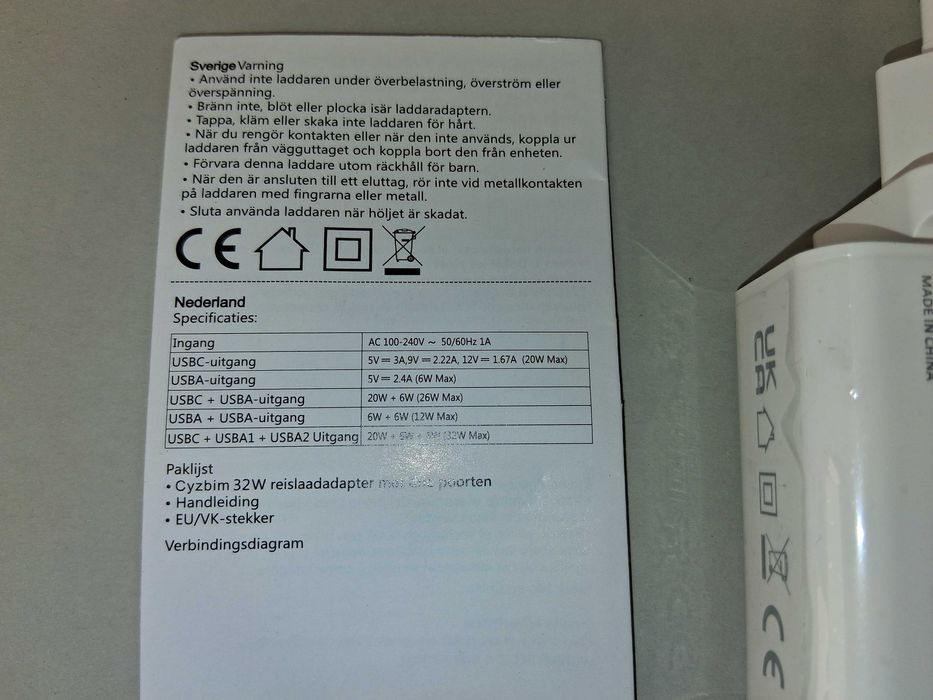 Sverige Varning
• Använd inte laddaren under överbelastning, överström eller
överspänning.
• Bränn inte, blöt eller plocka isär laddaradaptern.
• Tappa, kläm eller skaka inte laddaren för hårt.
• När du rengör kontakten eller när den inte används, koppla ur
laddaren från vägguttaget och koppla bort den från enheten.
• Förvara denna laddare utom räckhåll för barn.
• När den är ansluten till ett eluttag, rör inte vid metallkontakten
på laddaren med fingrarna eller metall.
• Sluta använda laddaren när höljet är skadat.
CE
Nederland
Specificaties:
Ingang AC 100-240V ~ 50/60Hz 1A
USBC-uitgang 5V⎓3A,9V⎓2.22A, 12V⎓1.67A (20W Max)
USBA-uitgang 5V⎓2.4A (6W Max)
USBC + USBA-uitgang 20W + 6W (26W Max)
USBA + USBA-uitgang 6W + 6W (12W Max)
USBC + USBA1 + USBA2 Uitgang 20W + 6W + 6W (32W Max)
Paklijst
• Cyzbim 32W reislaadadapter met drie poorten
• Handleiding
• EU/VK-stekker
Verbindingsdiagram
MADE IN CHINA
UK
CA
CE